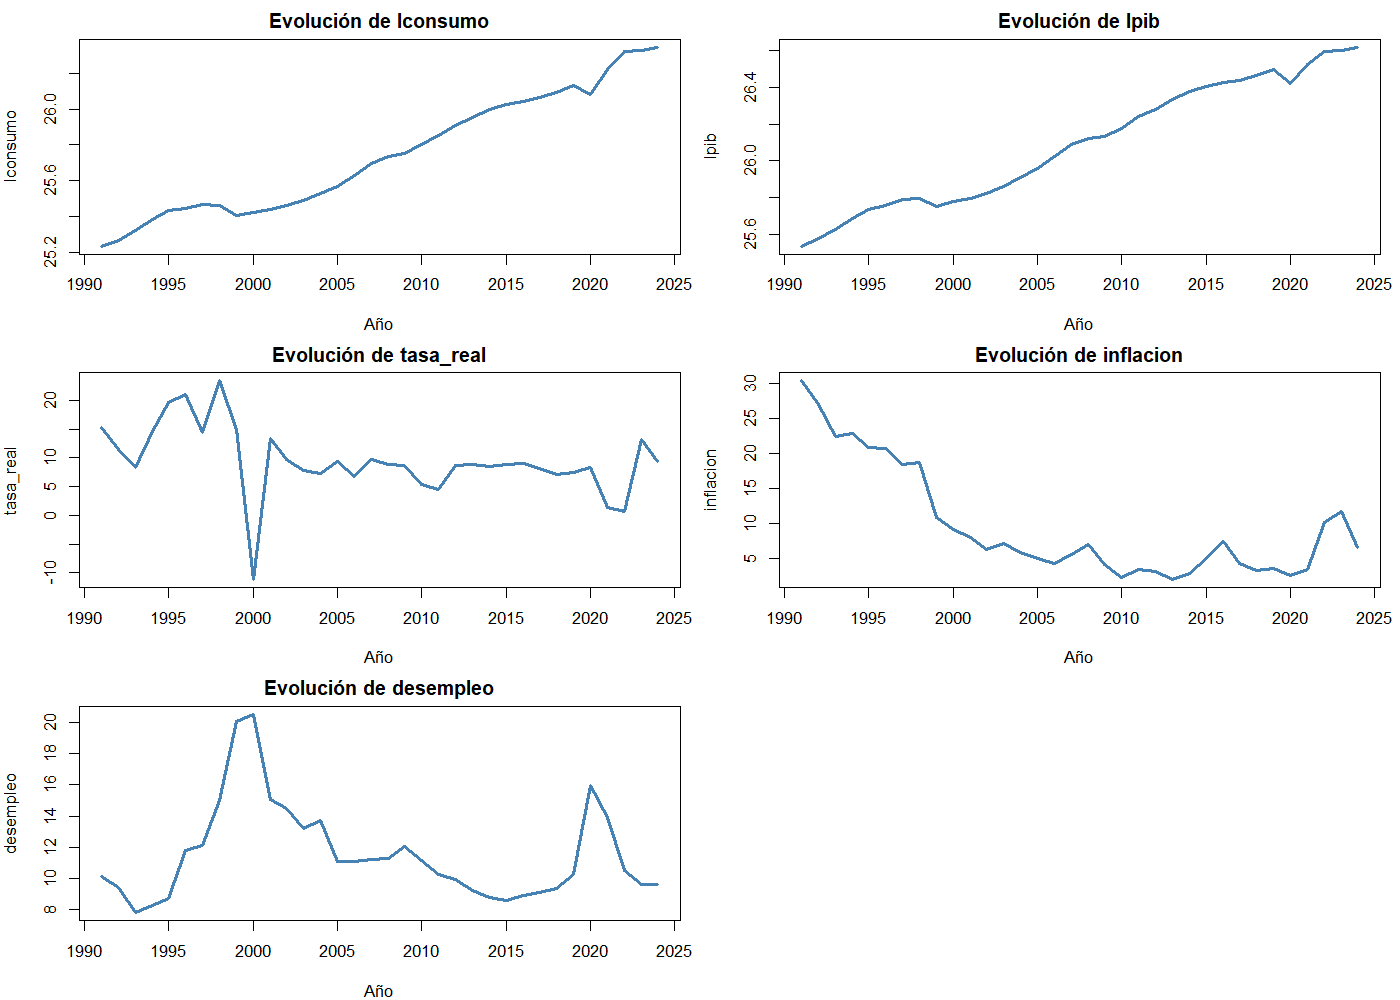 Evolución de lconsumo
lconsumo
25.2 25.6 26.0
1990 1995 2000 2005 2010 2015 2020 2025
Año
Evolución de lpib
lpib
25.6 26.0 26.4
1990 1995 2000 2005 2010 2015 2020 2025
Año
Evolución de tasa_real
tasa_real
-10 0 5 10 20
1990 1995 2000 2005 2010 2015 2020 2025
Año
Evolución de inflacion
inflacion
5 10 15 20 25 30
1990 1995 2000 2005 2010 2015 2020 2025
Año
Evolución de desempleo
desempleo
8 10 12 14 16 18 20
1990 1995 2000 2005 2010 2015 2020 2025
Año